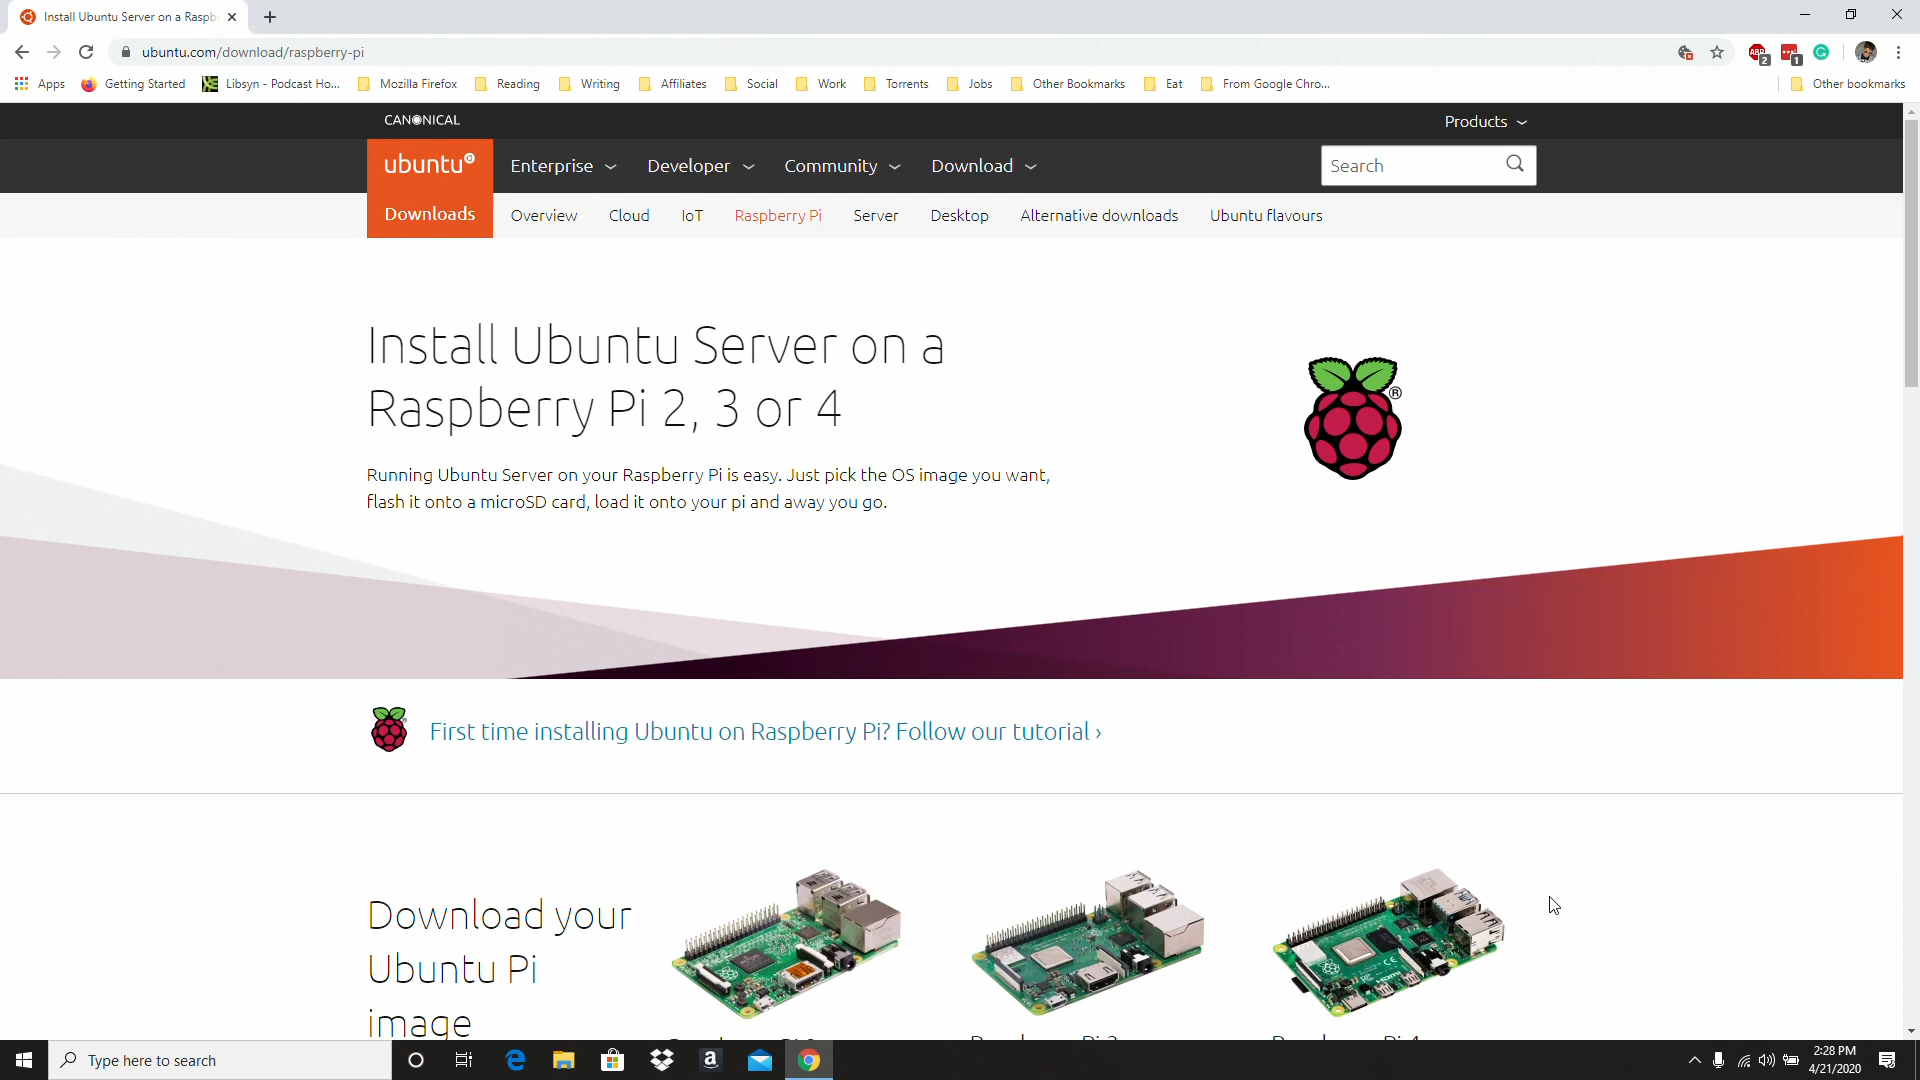 Install Ubuntu Server on a Raspb
ubuntu.com/download/raspberry-pi
ABP
2
1
Apps
Getting Started
Libsyn - Podcast Ho...
Mozilla Firefox
Reading
Writing
Affiliates
Social
Work
Torrents
Jobs
Other Bookmarks
Eat
From Google Chro...
Other bookmarks
CANONICAL
Products
ubuntu
Enterprise
Developer
Community
Download
Search
Downloads
Overview
Cloud
IoT
Raspberry Pi
Server
Desktop
Alternative downloads
Ubuntu flavours
Install Ubuntu Server on a
Raspberry Pi 2, 3 or 4
®
Running Ubuntu Server on your Raspberry Pi is easy. Just pick the OS image you want,
flash it onto a microSD card, load it onto your pi and away you go.
First time installing Ubuntu on Raspberry Pi? Follow our tutorial ›
Download your
Ubuntu Pi
image
Type here to search
2:28 PM
4/21/2020